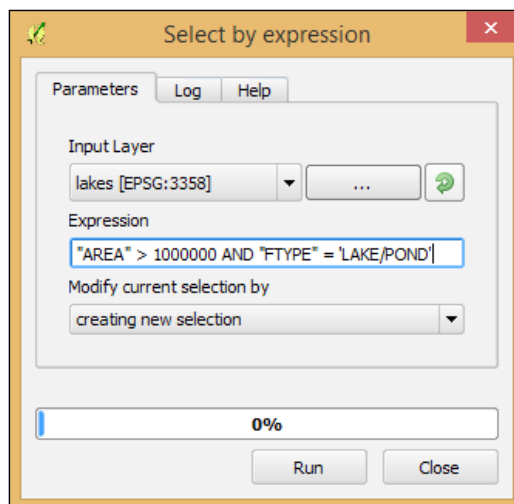 Select by expression
Parameters Log Help
Input Layer
lakes [EPSG:3358] ...
Expression
"AREA" > 1000000 AND "FTYPE" = 'LAKE/POND'
Modify current selection by
creating new selection
0%
Run Close